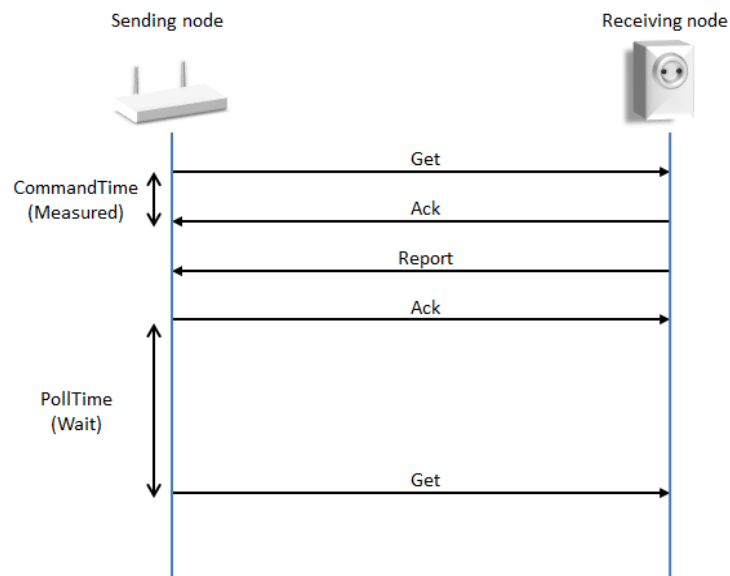 Sending node
Receiving node
Get
CommandTime
(Measured)
Ack
Report
Ack
PollTime
(Wait)
Get